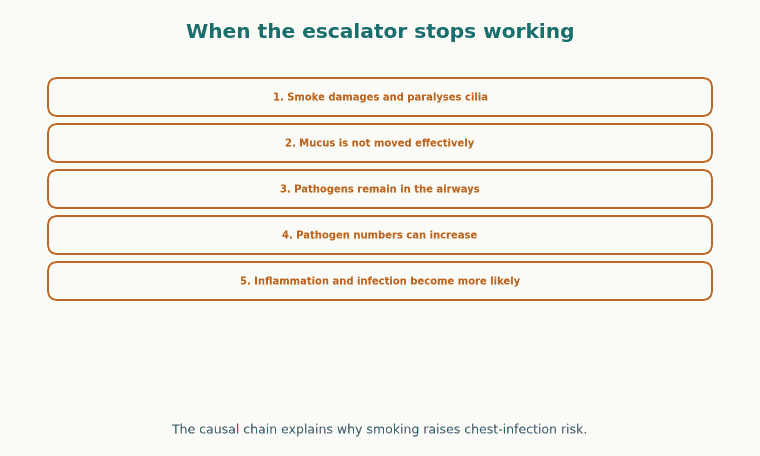 When the escalator stops working
1. Smoke damages and paralyses cilia
2. Mucus is not moved effectively
3. Pathogens remain in the airways
4. Pathogen numbers can increase
5. Inflammation and infection become more likely
The causal chain explains why smoking raises chest-infection risk.